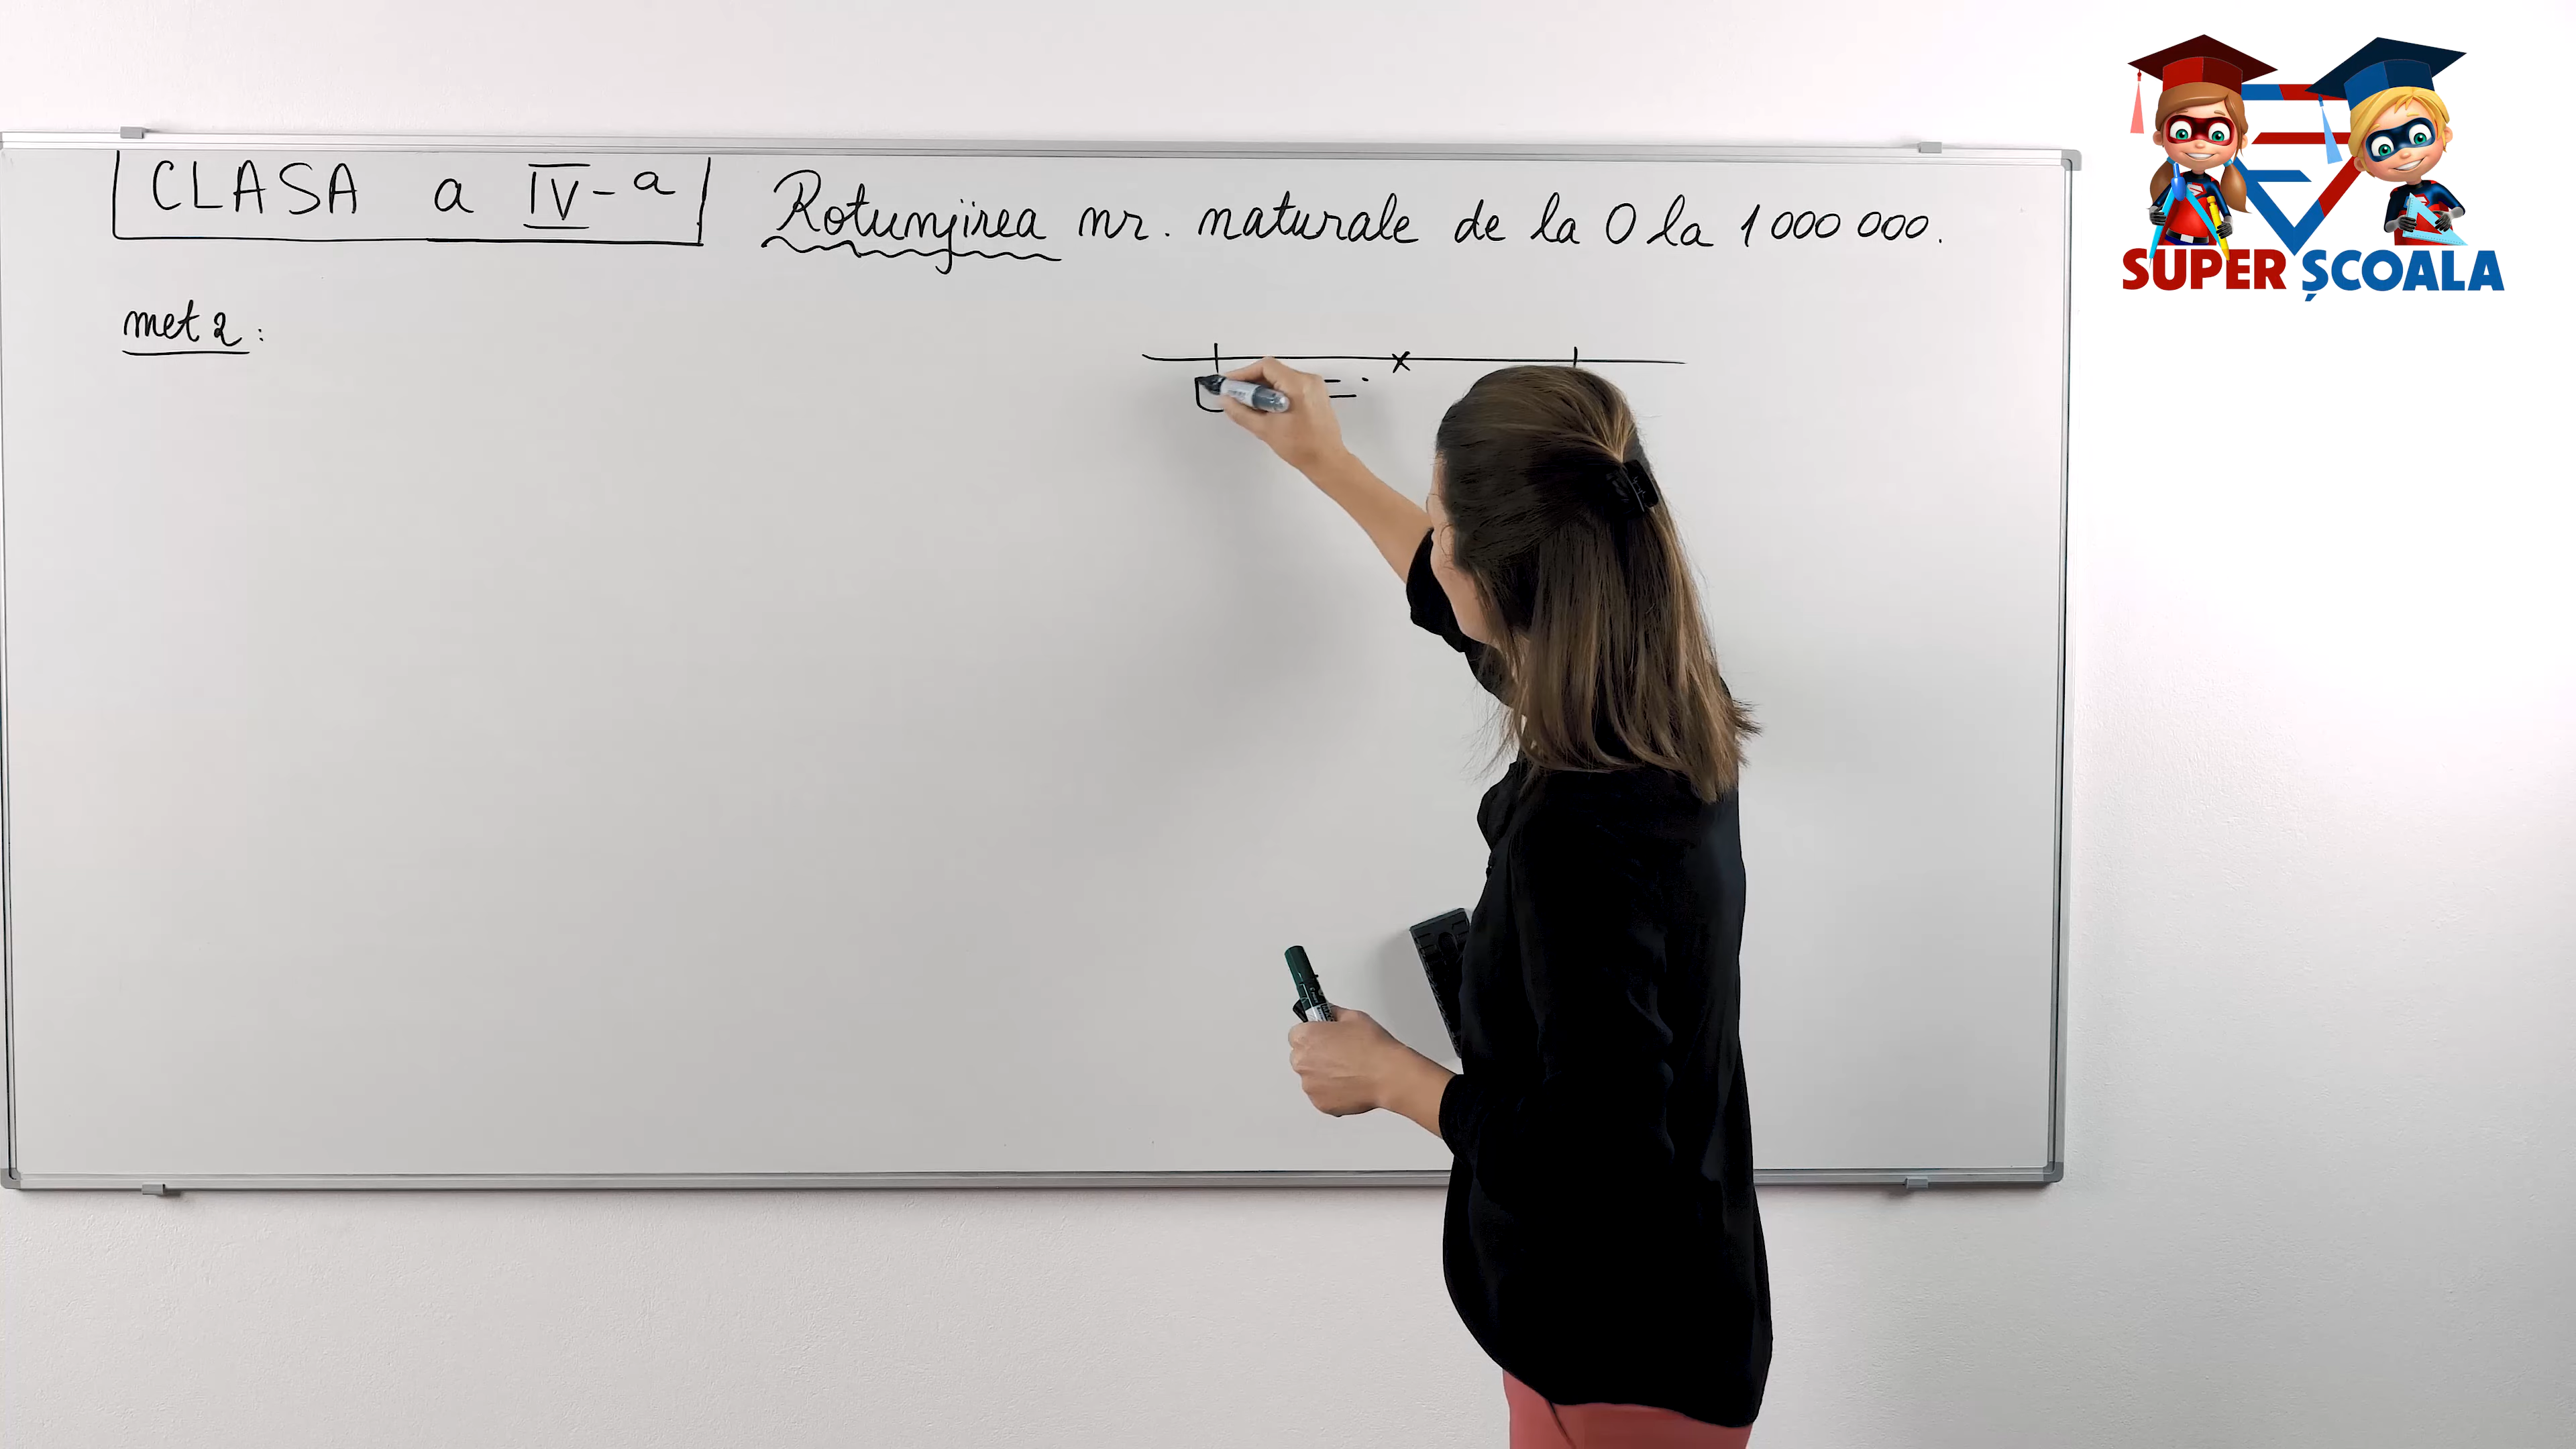 CLASA a IV-a
Rotunjirea nr. naturale de la 0 la 1 000 000.
met 2:
SUPER ȘCOALA